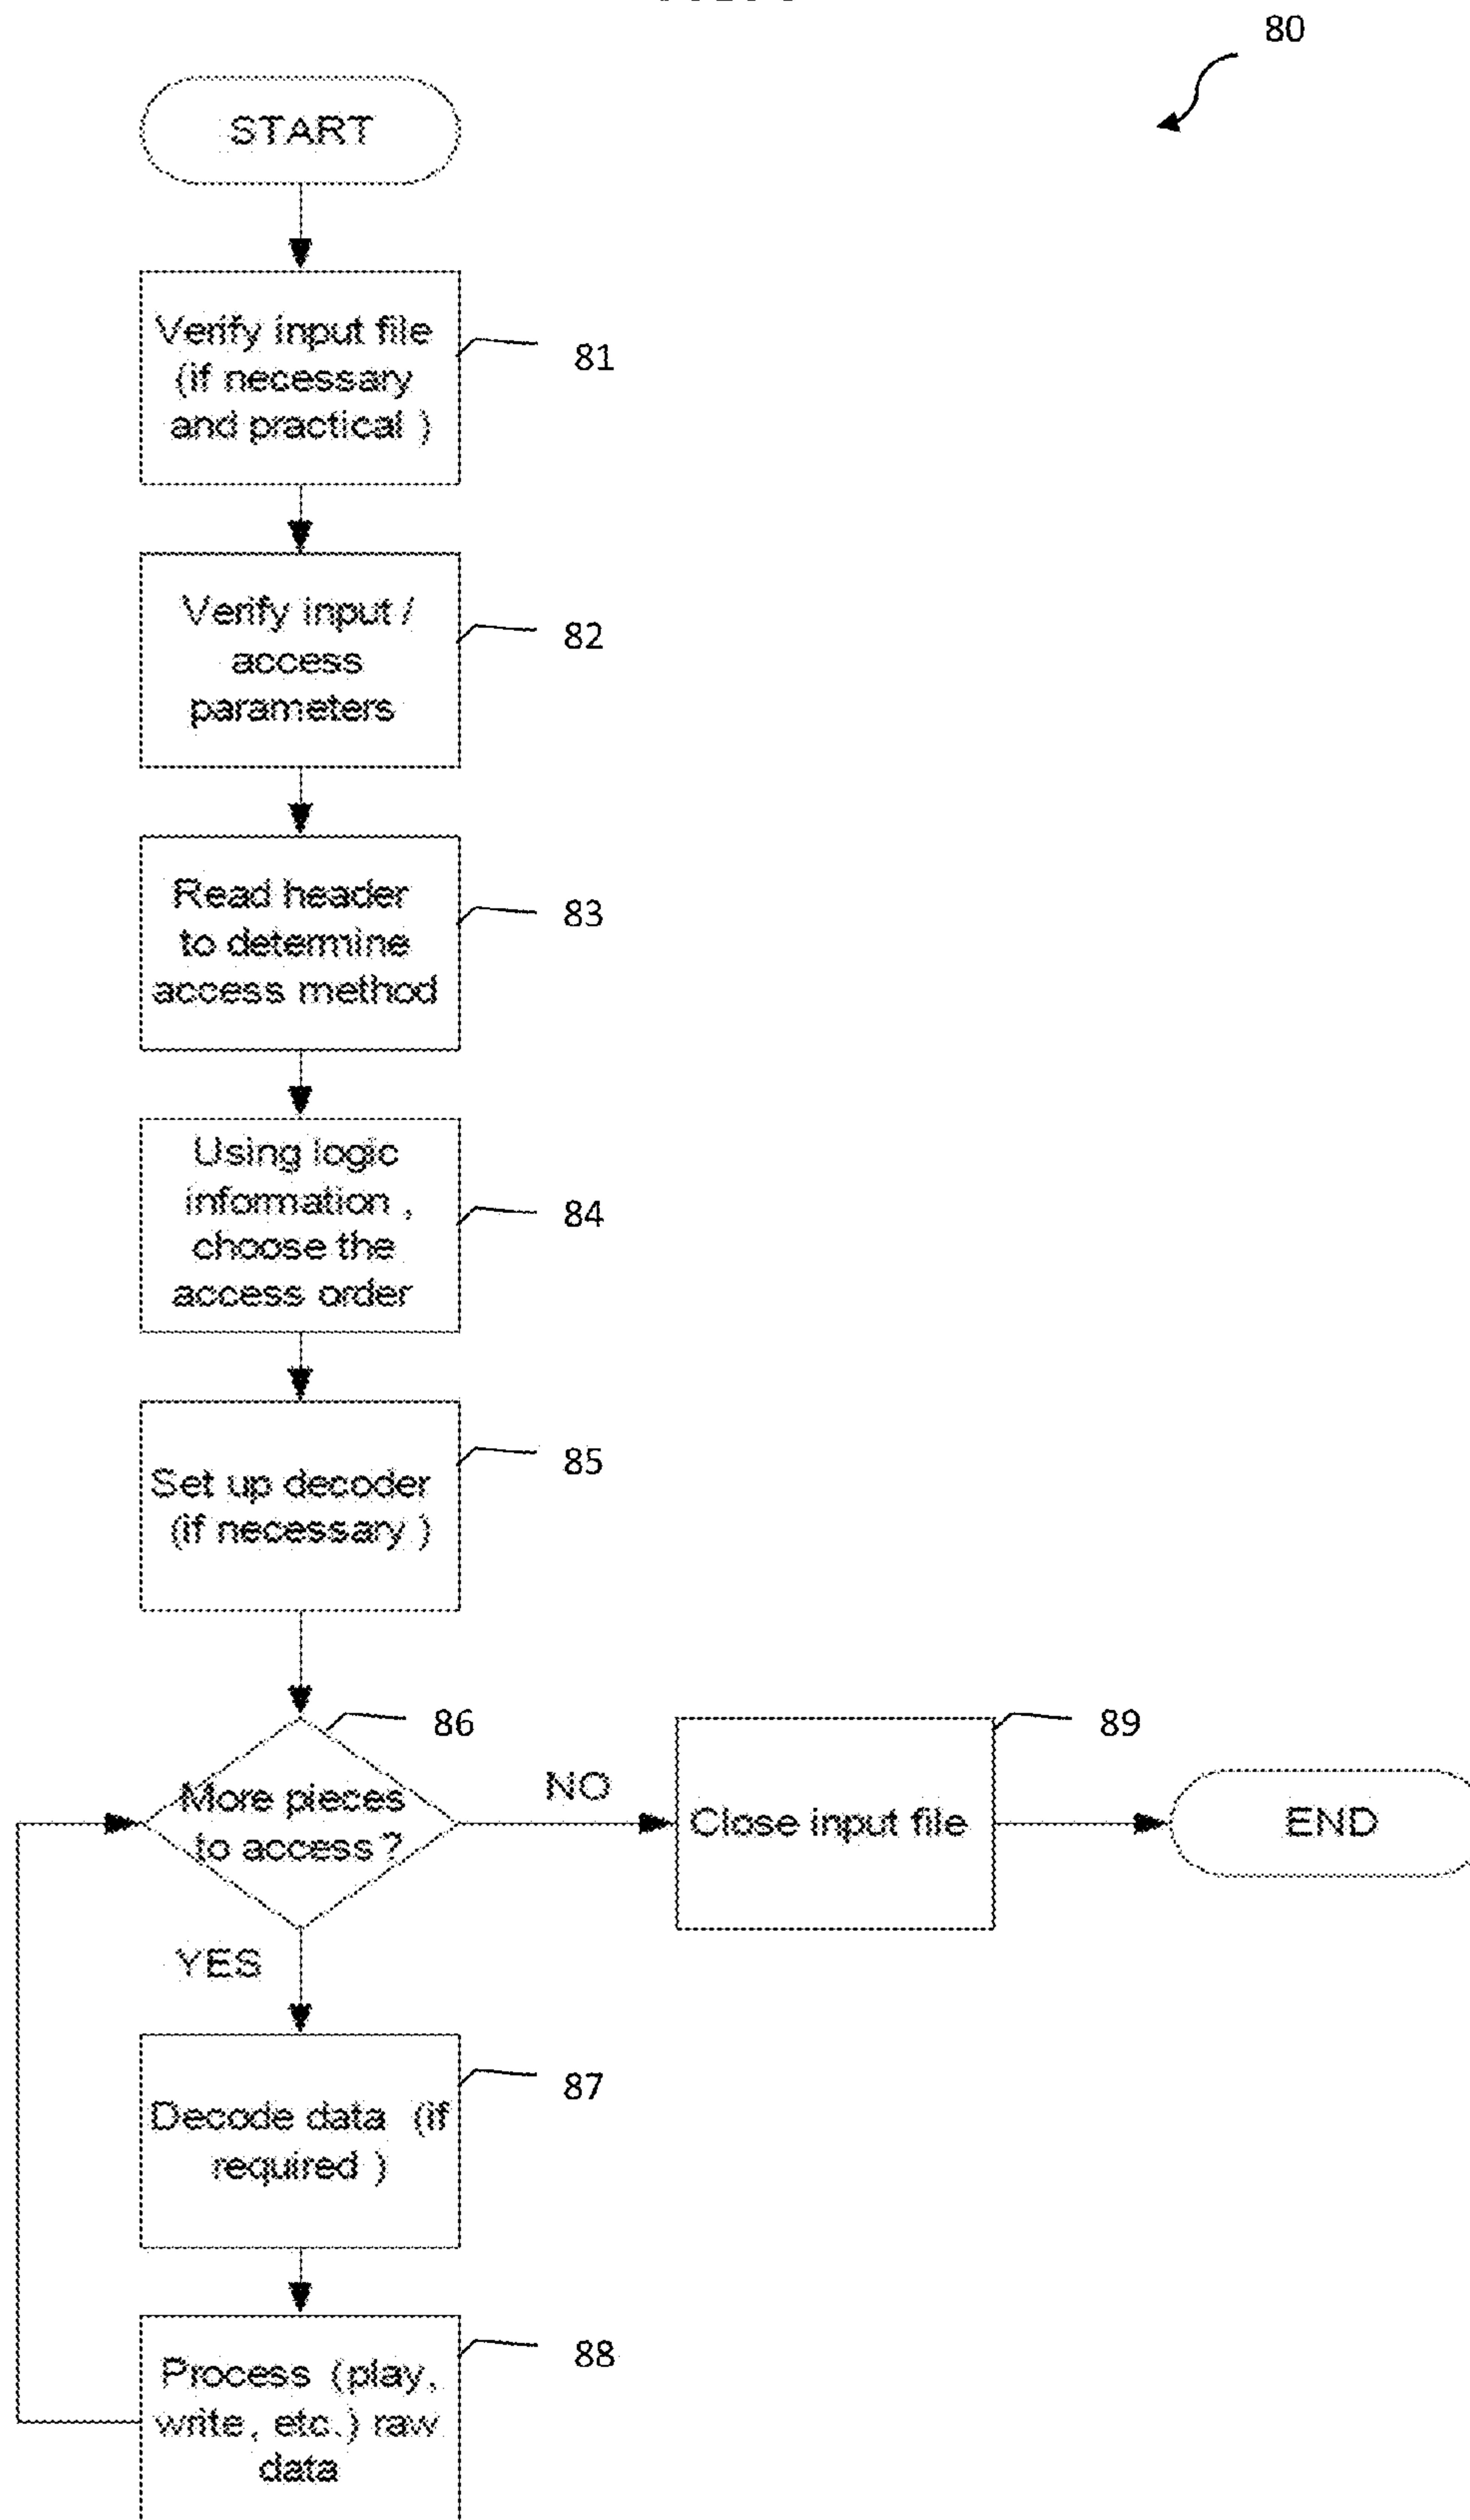 80
START
Verify input file
(if necessary
and practical )
81
Verify input /
access
parameters
82
Read header
to determine
access method
83
Using logic
information ,
choose the
access order
84
Set up decoder
(if necessary )
85
86
More pieces
to access?
NO
89
Close input file
END
YES
Decode data (if
required )
87
Process (play,
write, etc.) raw
data
88